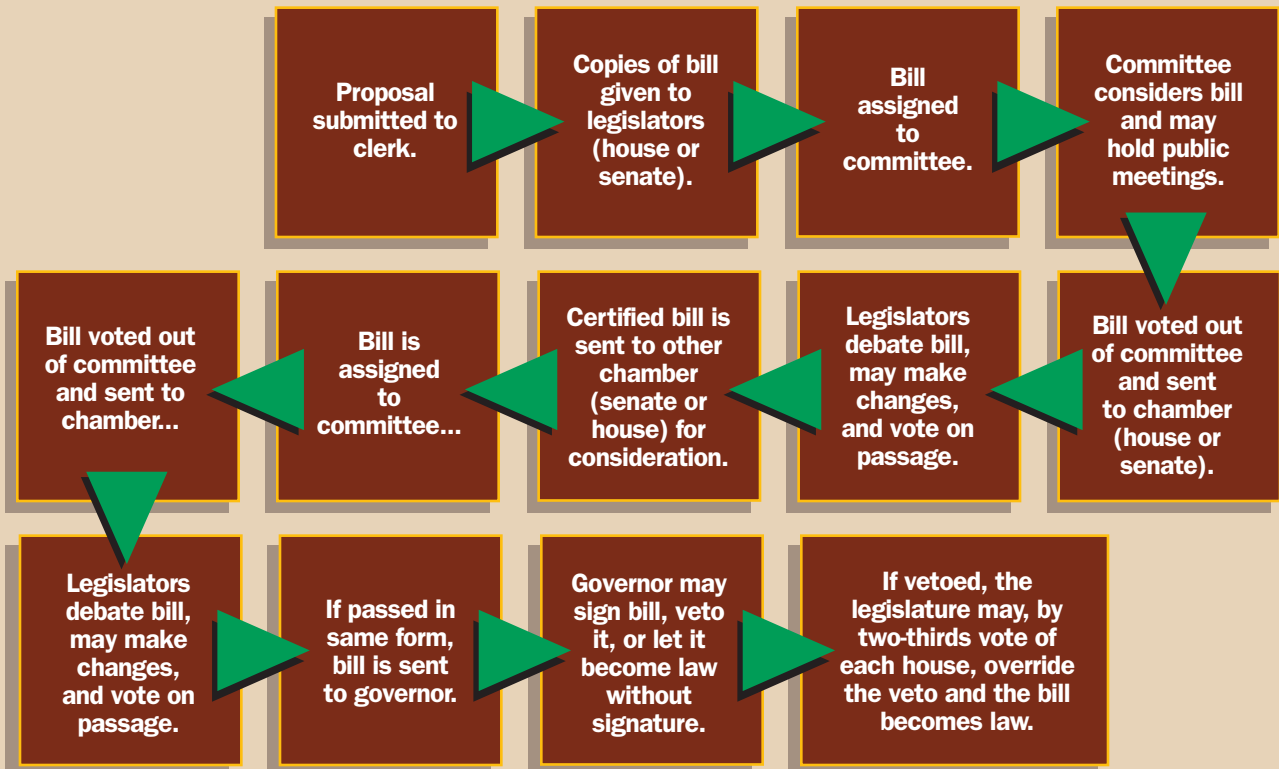 Proposal
submitted to
clerk.
Copies of bill
given to
legislators
(house or
senate).
Bill
assigned
to
committee.
Committee
considers bill
and may
hold public
meetings.
Bill voted out
of committee
and sent
to chamber
(house or
senate).
Legislators
debate bill,
may make
changes,
and vote on
passage.
Certified bill is
sent to other
chamber
(senate or
house) for
consideration.
Bill is
assigned
to
committee...
Bill voted out
of committee
and sent to
chamber...
Legislators
debate bill,
may make
changes,
and vote on
passage.
If passed in
same form,
bill is sent
to governor.
Governor may
sign bill, veto
it, or let it
become law
without
signature.
If vetoed, the
legislature may, by
two-thirds vote of
each house, override
the veto and the bill
becomes law.